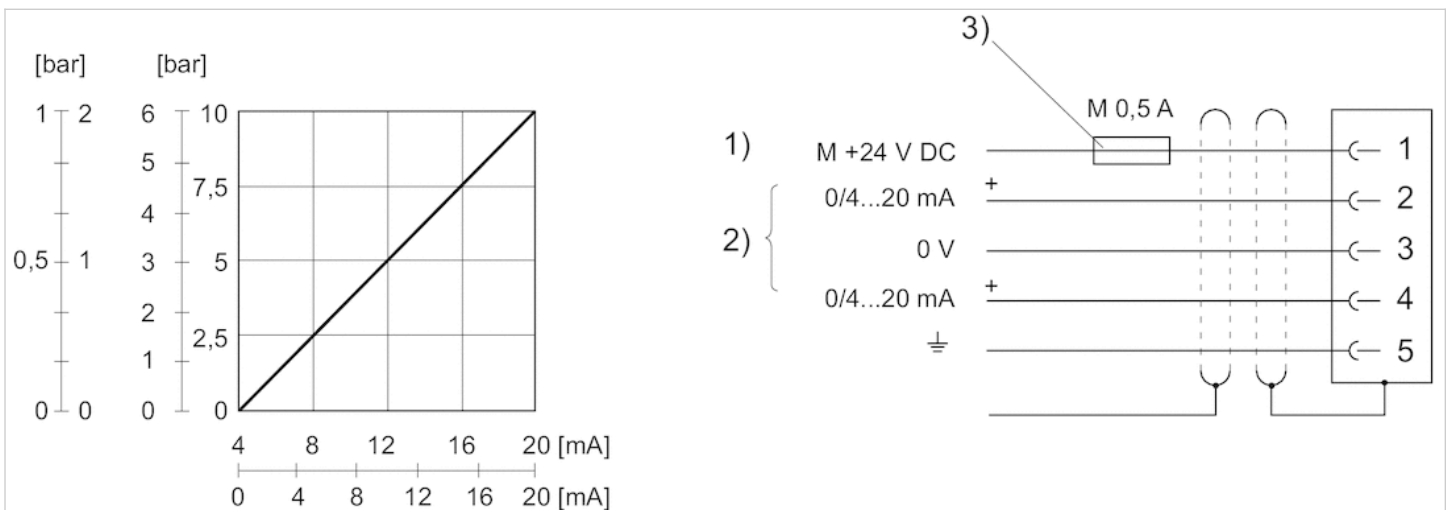 [bar] [bar]
1 2 6 10
5
7,5
4
0,5 1 3 5
2
2,5
1
0 0 0 0
4 8 12 16 20 [mA]
0 4 8 12 16 20 [mA]
3)
M 0,5 A
1) M +24 V DC 1
+
0/4...20 mA 2
2) 0 V 3
+
0/4...20 mA 4
5